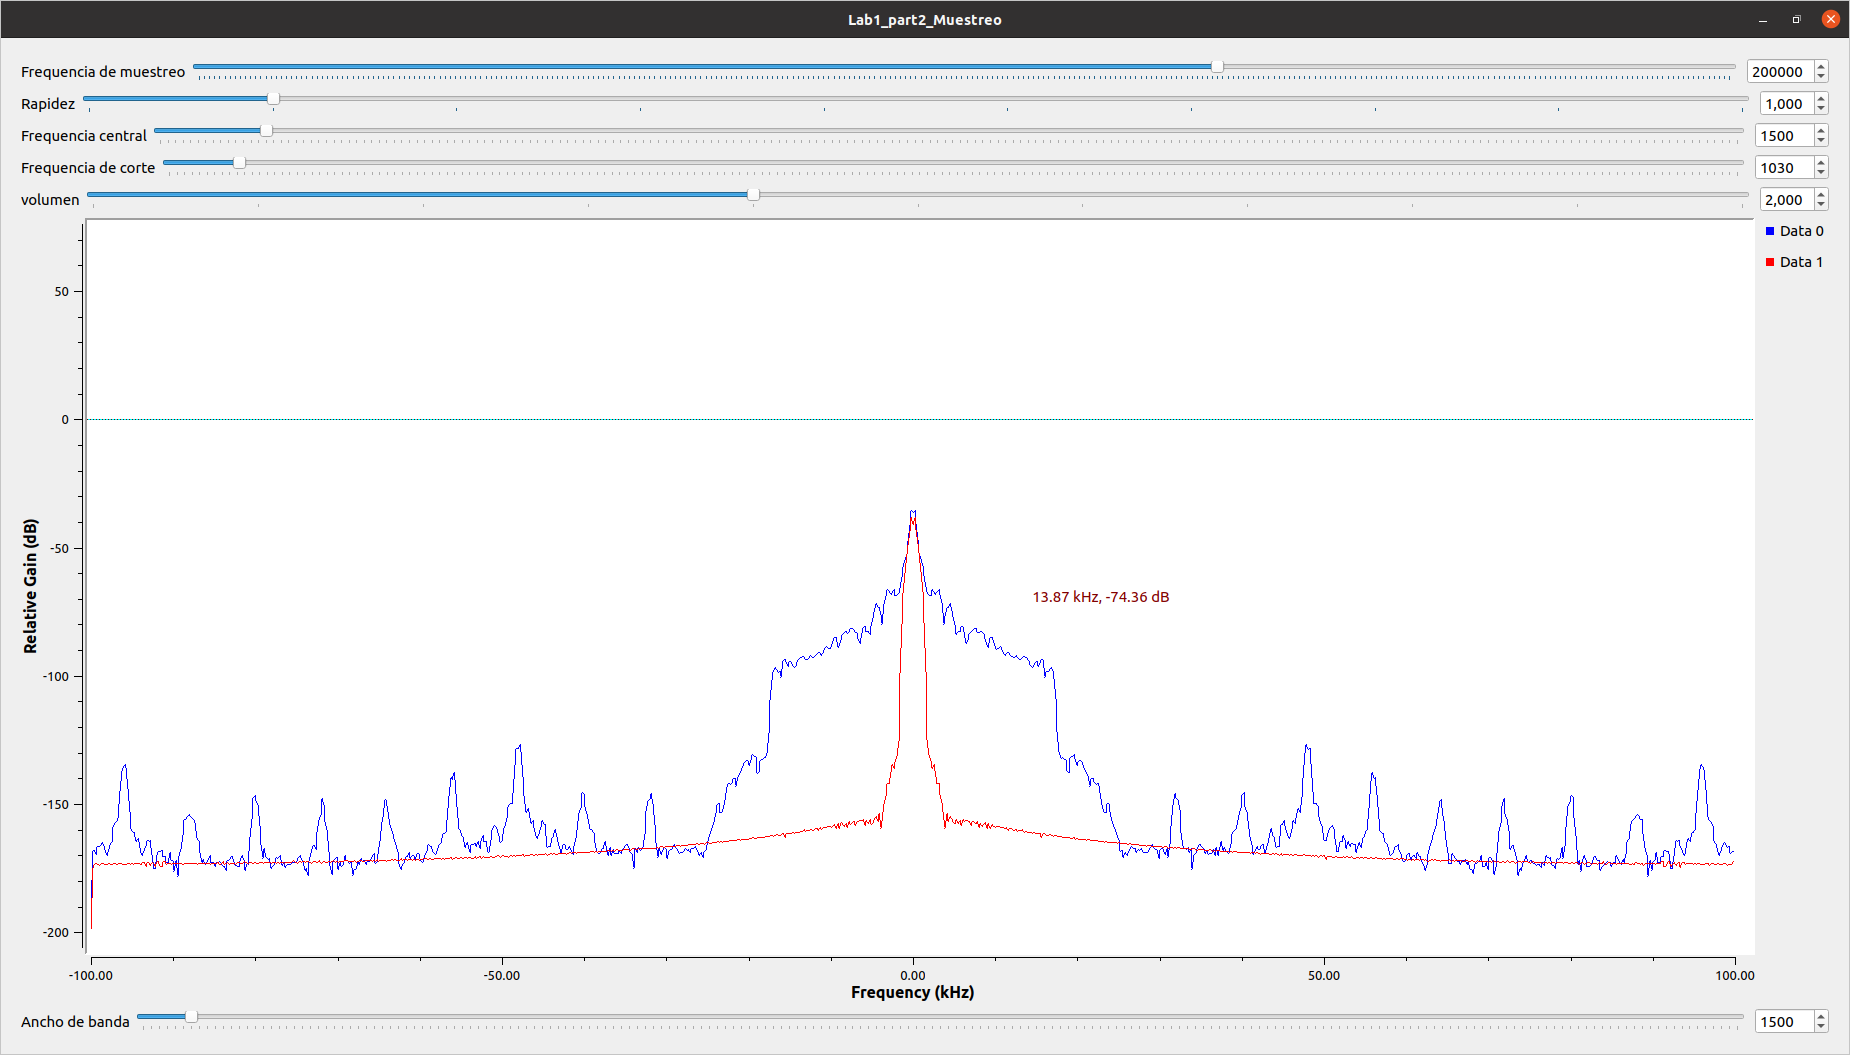 Lab1_part2_Muestreo
Frequencia de muestreo 200000
Rapidez 1,000
Frequencia central 1500
Frequencia de corte 1030
volumen 2,000
Data 0
Data 1
50
0
-50
-100
-150
-200
Relative Gain (dB)
13.87 kHz, -74.36 dB
-100.00 -50.00 0.00 50.00 100.00
Frequency (kHz)
Ancho de banda 1500